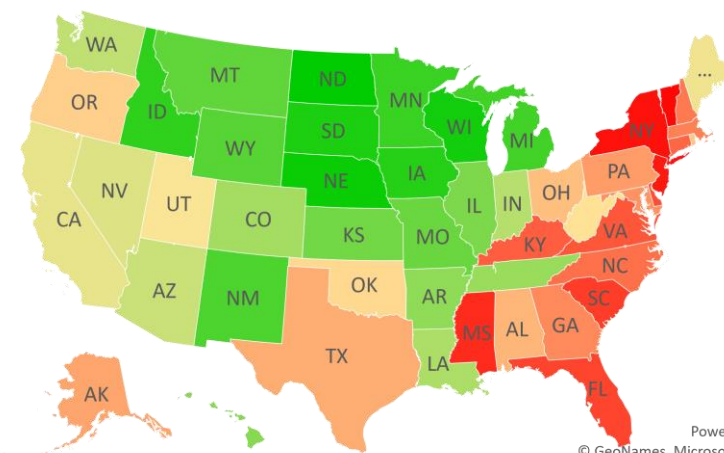 WA
MT
ND
MN
OR
ID
SD
WI
MI
NY
WY
IA
NE
PA
NV
UT
CO
IL
IN
OH
CA
KS
MO
KY
VA
NC
AZ
NM
OK
AR
SC
MS
AL
GA
TX
LA
AK
FL
...
Powe
© GeoNames, Microsof